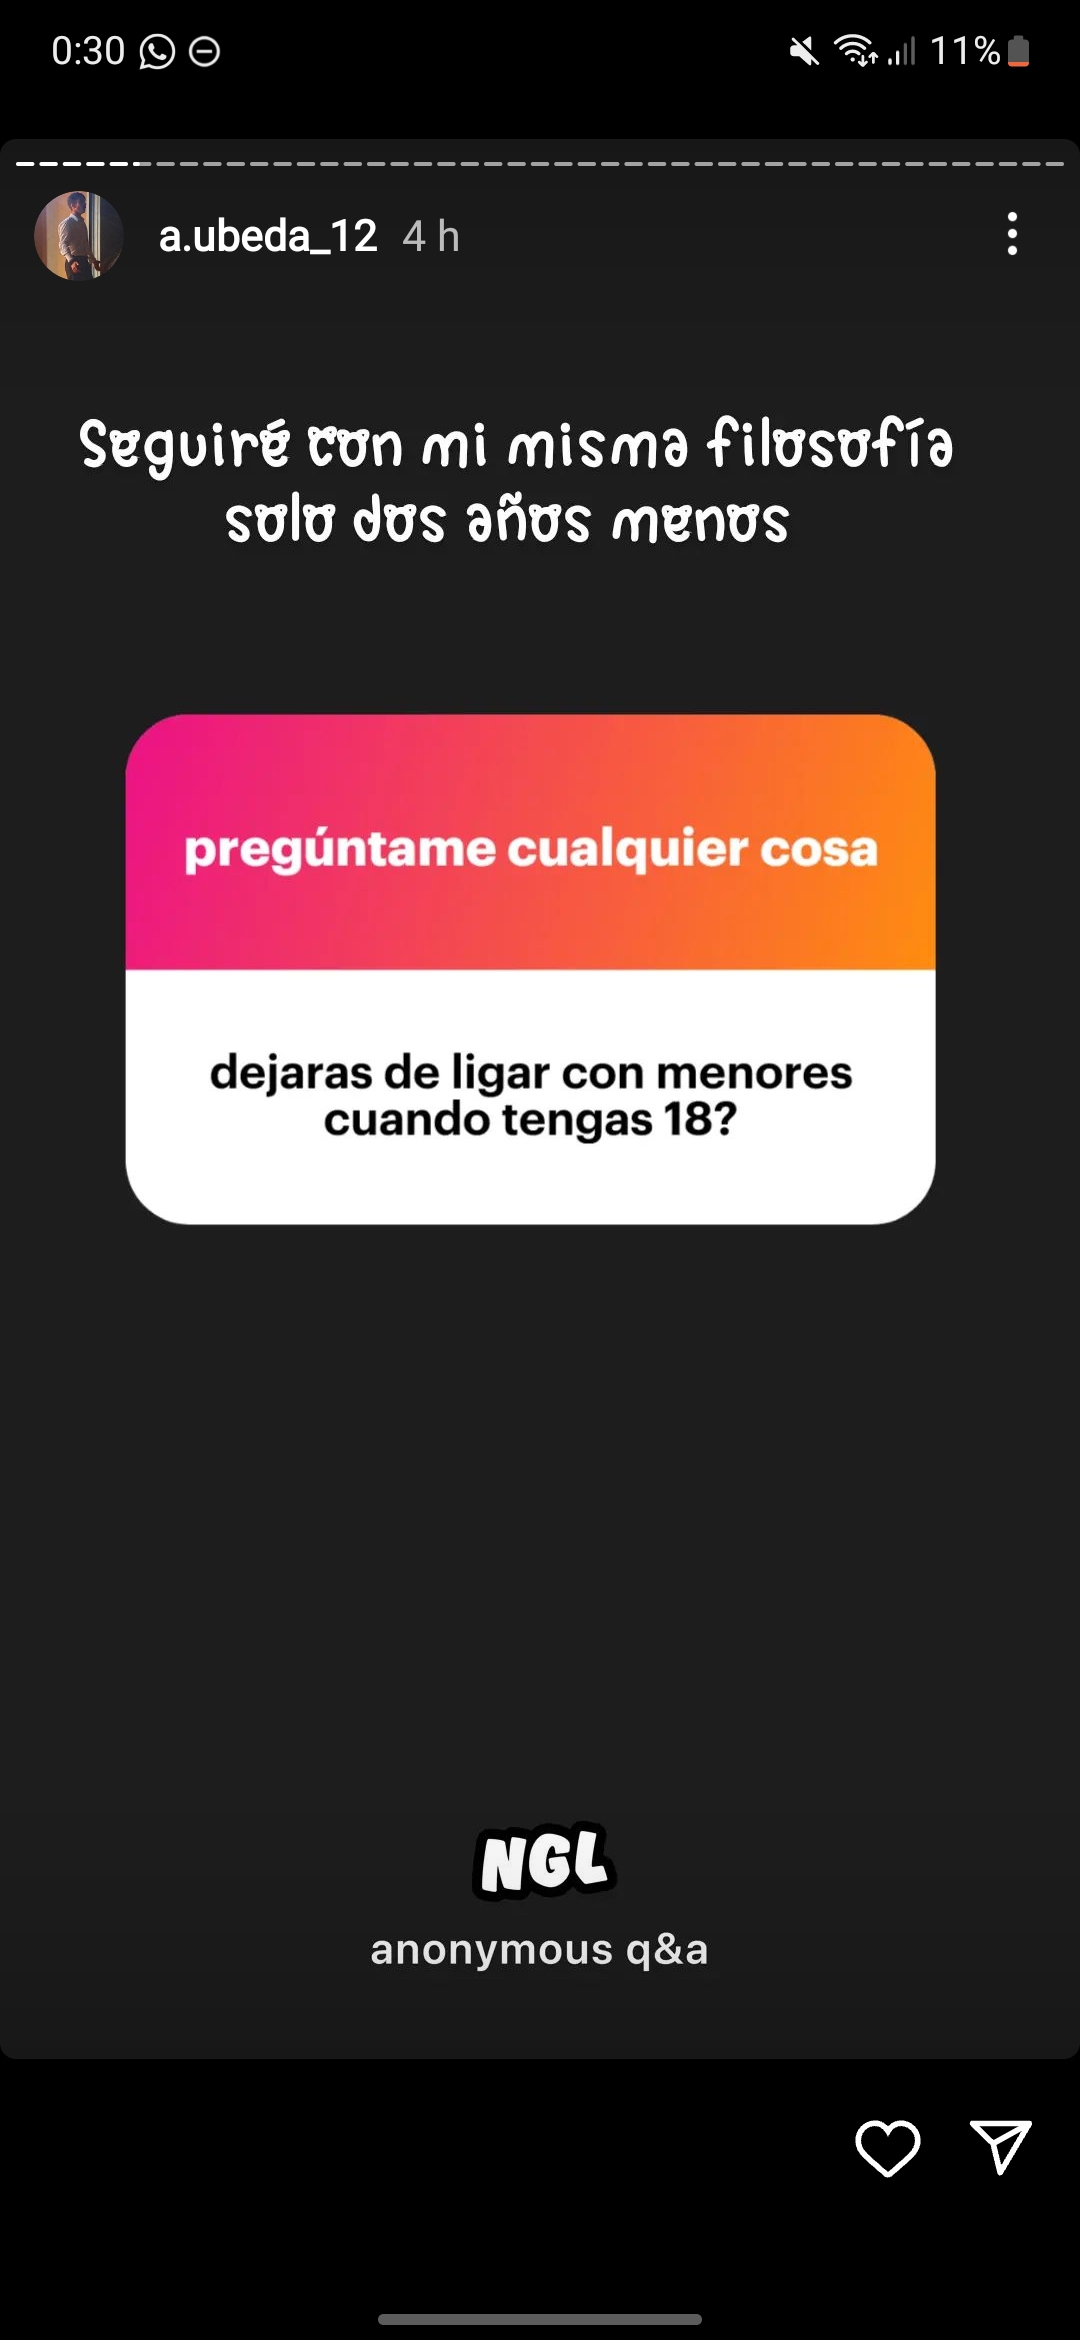 0:30
11%
a.ubeda_12 4 h
Seguiré con mi misma filosofía
solo dos años menos
pregúntame cualquier cosa
dejaras de ligar con menores
cuando tengas 18?
NGL
anonymous q&a